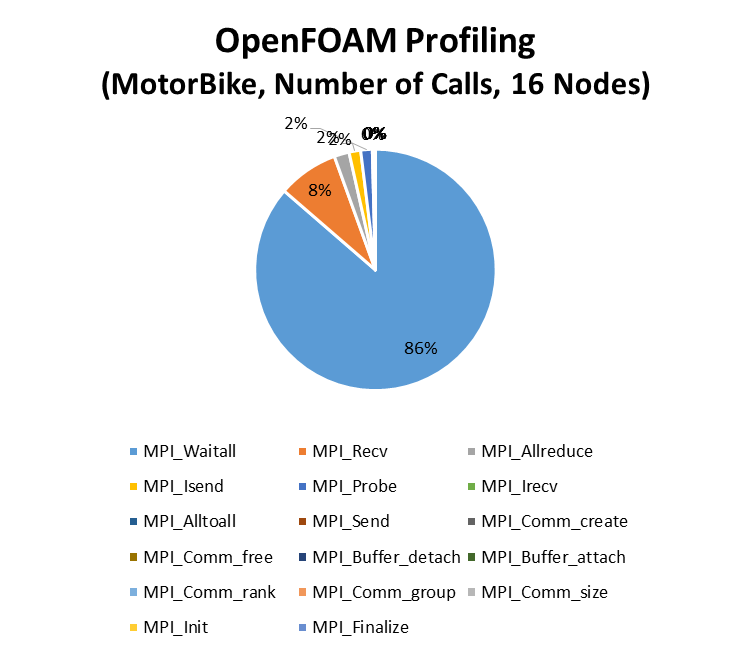 OpenFOAM Profiling
(MotorBike, Number of Calls, 16 Nodes)
2% 2% 2% 0%
8%
86%
MPI_Waitall MPI_Recv MPI_Allreduce
MPI_Isend MPI_Probe MPI_Irecv
MPI_Alltoall MPI_Send MPI_Comm_create
MPI_Comm_free MPI_Buffer_detach MPI_Buffer_attach
MPI_Comm_rank MPI_Comm_group MPI_Comm_size
MPI_Init MPI_Finalize